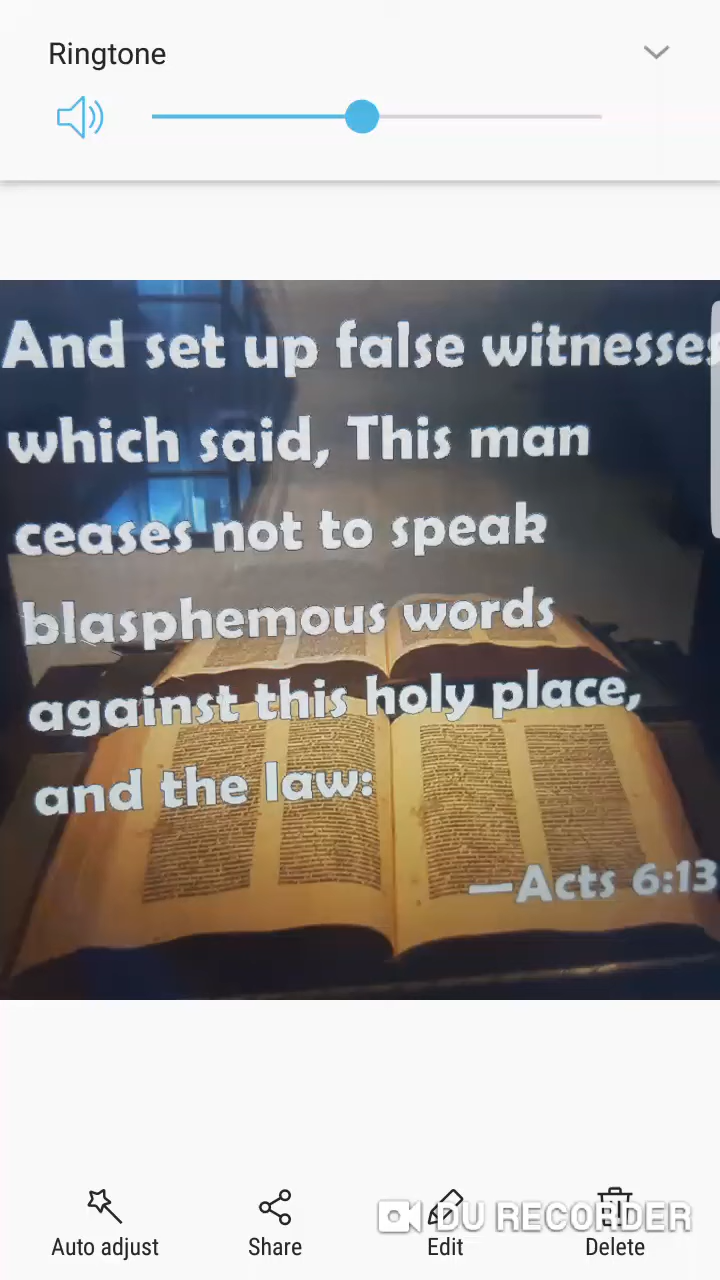 Ringtone
And set up false witnesses
which said, This man
ceases not to speak
blasphemous words
against this holy place,
and the law:
—Acts 6:13
Auto adjust
Share
Edit
Delete
DU RECORDER